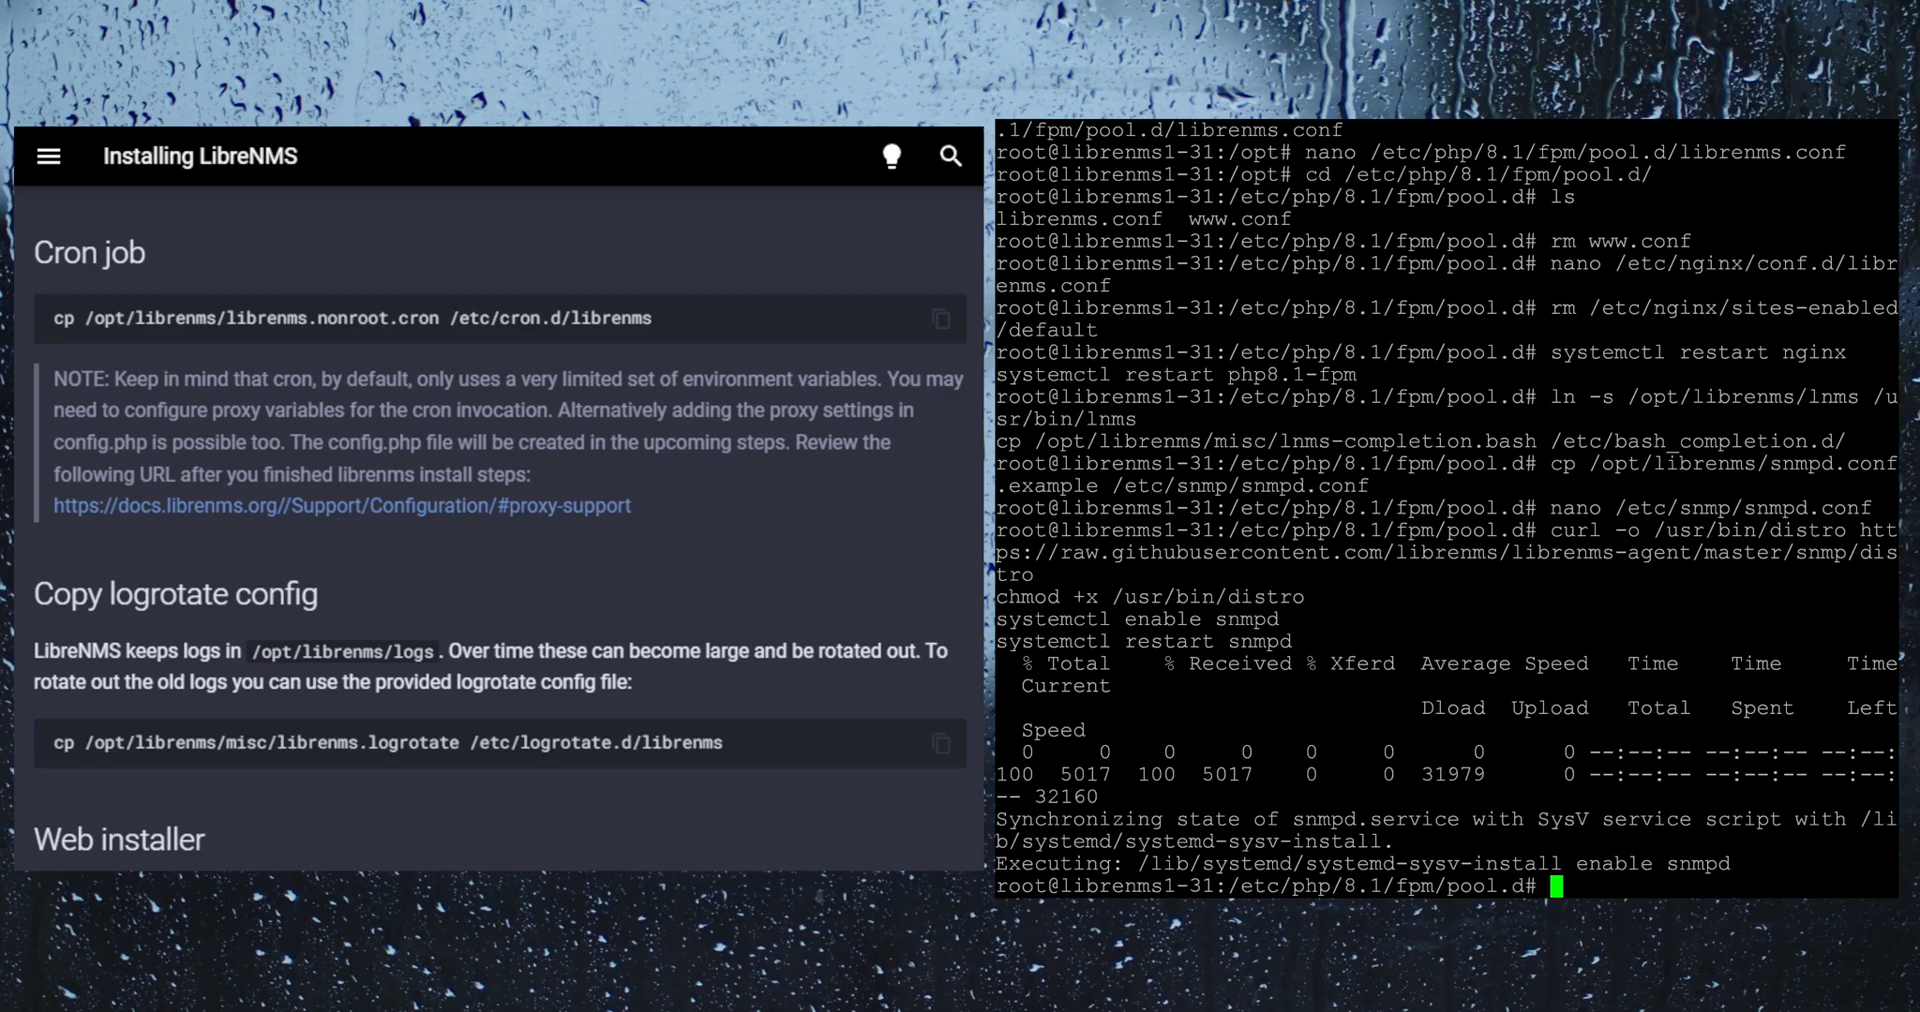 Installing LibreNMS
Cron job
cp /opt/librenms/librenms.nonroot.cron /etc/cron.d/librenms
NOTE: Keep in mind that cron, by default, only uses a very limited set of environment variables. You may
need to configure proxy variables for the cron invocation. Alternatively adding the proxy settings in
config.php is possible too. The config.php file will be created in the upcoming steps. Review the
following URL after you finished librenms install steps:
https://docs.librenms.org//Support/Configuration/#proxy-support
Copy logrotate config
LibreNMS keeps logs in /opt/librenms/logs. Over time these can become large and be rotated out. To
rotate out the old logs you can use the provided logrotate config file:
cp /opt/librenms/misc/librenms.logrotate /etc/logrotate.d/librenms
Web installer
.1/fpm/pool.d/librenms.conf
root@librenms1-31:/opt# nano /etc/php/8.1/fpm/pool.d/librenms.conf
root@librenms1-31:/opt# cd /etc/php/8.1/fpm/pool.d/
root@librenms1-31:/etc/php/8.1/fpm/pool.d# ls
librenms.conf  www.conf
root@librenms1-31:/etc/php/8.1/fpm/pool.d# rm www.conf
root@librenms1-31:/etc/php/8.1/fpm/pool.d# nano /etc/nginx/conf.d/libr
enms.conf
root@librenms1-31:/etc/php/8.1/fpm/pool.d# rm /etc/nginx/sites-enabled
/default
root@librenms1-31:/etc/php/8.1/fpm/pool.d# systemctl restart nginx
systemctl restart php8.1-fpm
root@librenms1-31:/etc/php/8.1/fpm/pool.d# ln -s /opt/librenms/lnms /u
sr/bin/lnms
cp /opt/librenms/misc/lnms-completion.bash /etc/bash_completion.d/
root@librenms1-31:/etc/php/8.1/fpm/pool.d# cp /opt/librenms/snmpd.conf
.example /etc/snmp/snmpd.conf
root@librenms1-31:/etc/php/8.1/fpm/pool.d# nano /etc/snmp/snmpd.conf
root@librenms1-31:/etc/php/8.1/fpm/pool.d# curl -o /usr/bin/distro htt
ps://raw.githubusercontent.com/librenms/librenms-agent/master/snmp/dis
tro
chmod +x /usr/bin/distro
systemctl enable snmpd
systemctl restart snmpd
% Total % Received % Xferd Average Speed Time Time Time
Current
Dload Upload Total Spent Left
Speed
0 0 0 0 0 0 0 0 --:--:-- --:--:-- --:--:--
100 5017 100 5017 0 0 31979 0 --:--:-- --:--:-- --:--:
-- 32160
Synchronizing state of snmpd.service with SysV service script with /li
b/systemd/systemd-sysv-install.
Executing: /lib/systemd/systemd-sysv-install enable snmpd
root@librenms1-31:/etc/php/8.1/fpm/pool.d#